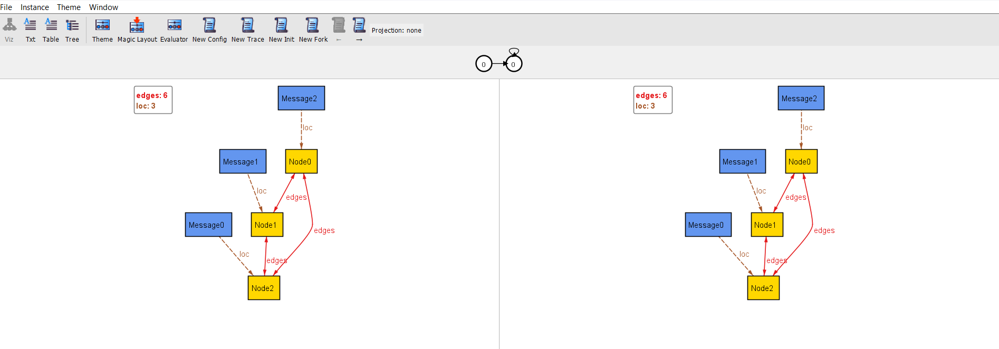 File Instance Theme Window
Viz Txt Table Tree Theme Magic Layout Evaluator New Config New Trace New Init New Fork ← → Projection: none
0 0
edges: 6
loc: 3
Message2
loc
Message1
Node0
loc
edges
Message0
Node1
edges
loc
edges
Node2
edges: 6
loc: 3
Message2
loc
Message1
Node0
loc
edges
Message0
Node1
edges
loc
edges
Node2